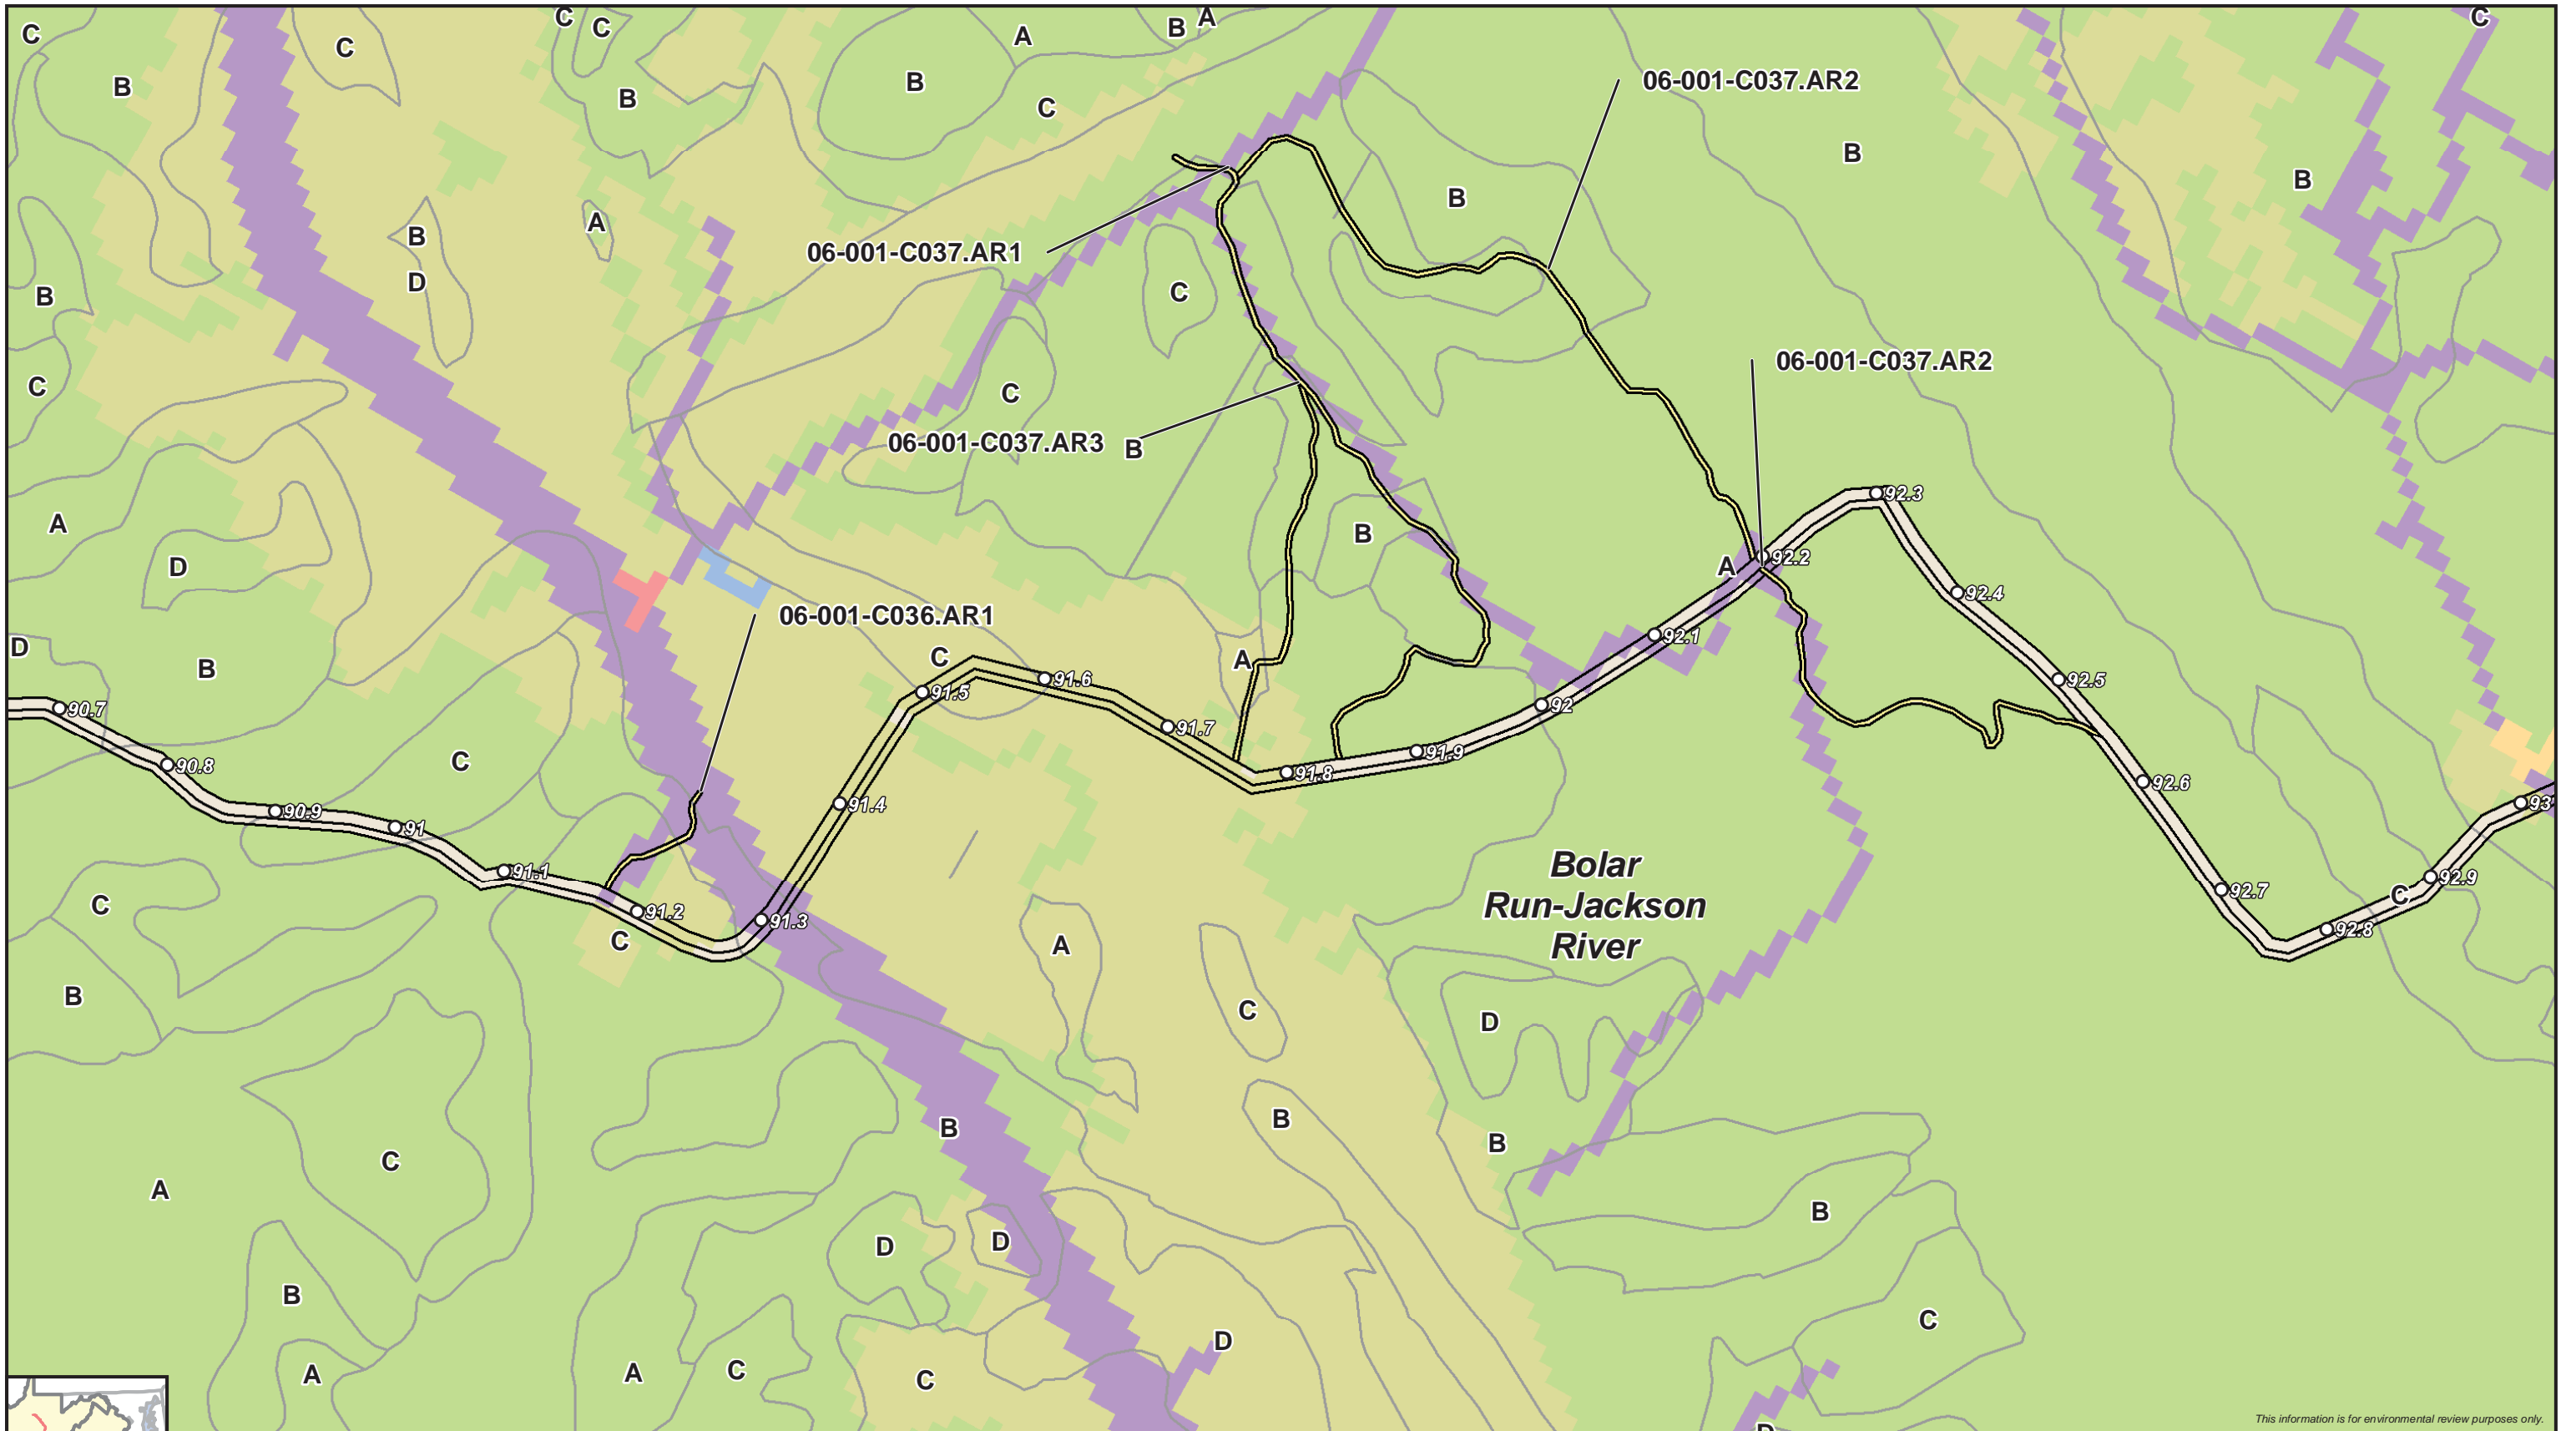 C
C
C
C
A
B
A
C
B
B
B
C
06-001-C037.AR2
B
B
B
A
B
06-001-C037.AR1
D
C
B
06-001-C037.AR2
C
C
06-001-C037.AR3
B
92.3
A
B
92.2
D
A
92.4
06-001-C036.AR1
92.1
D
B
C
A
91.6
92.5
91.5
92
90.7
91.7
C
91.9
90.8
91.8
92.6
91.4
93
90.9
91
Bolar
Run-Jackson
River
91.1
92.9
C
92.7
C
91.2
91.3
92.8
C
A
B
C
D
B
B
B
C
A
B
D
D
B
C
D
A
A
C
C
D
This information is for environmental review purposes only.